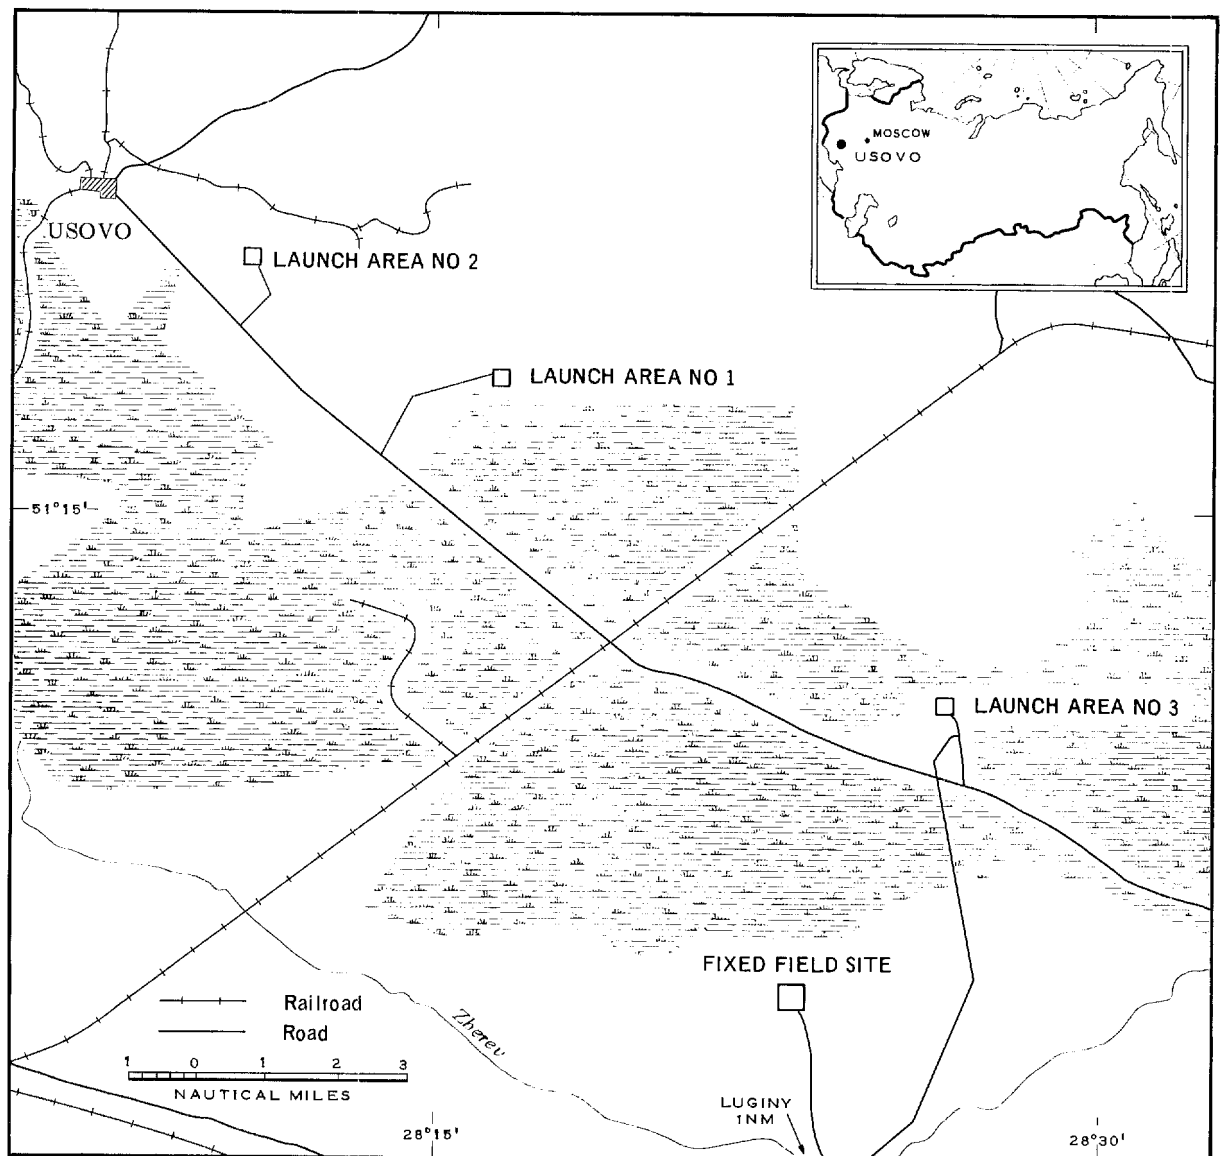 MOSCOW
USOVO
USOVO
LAUNCH AREA NO 2
LAUNCH AREA NO 1
51°15'
LAUNCH AREA NO 3
FIXED FIELD SITE
Railroad
Road
1 0 1 2 3
NAUTICAL MILES
Zherev
LUGINY
1NM
28°15'
28°30'